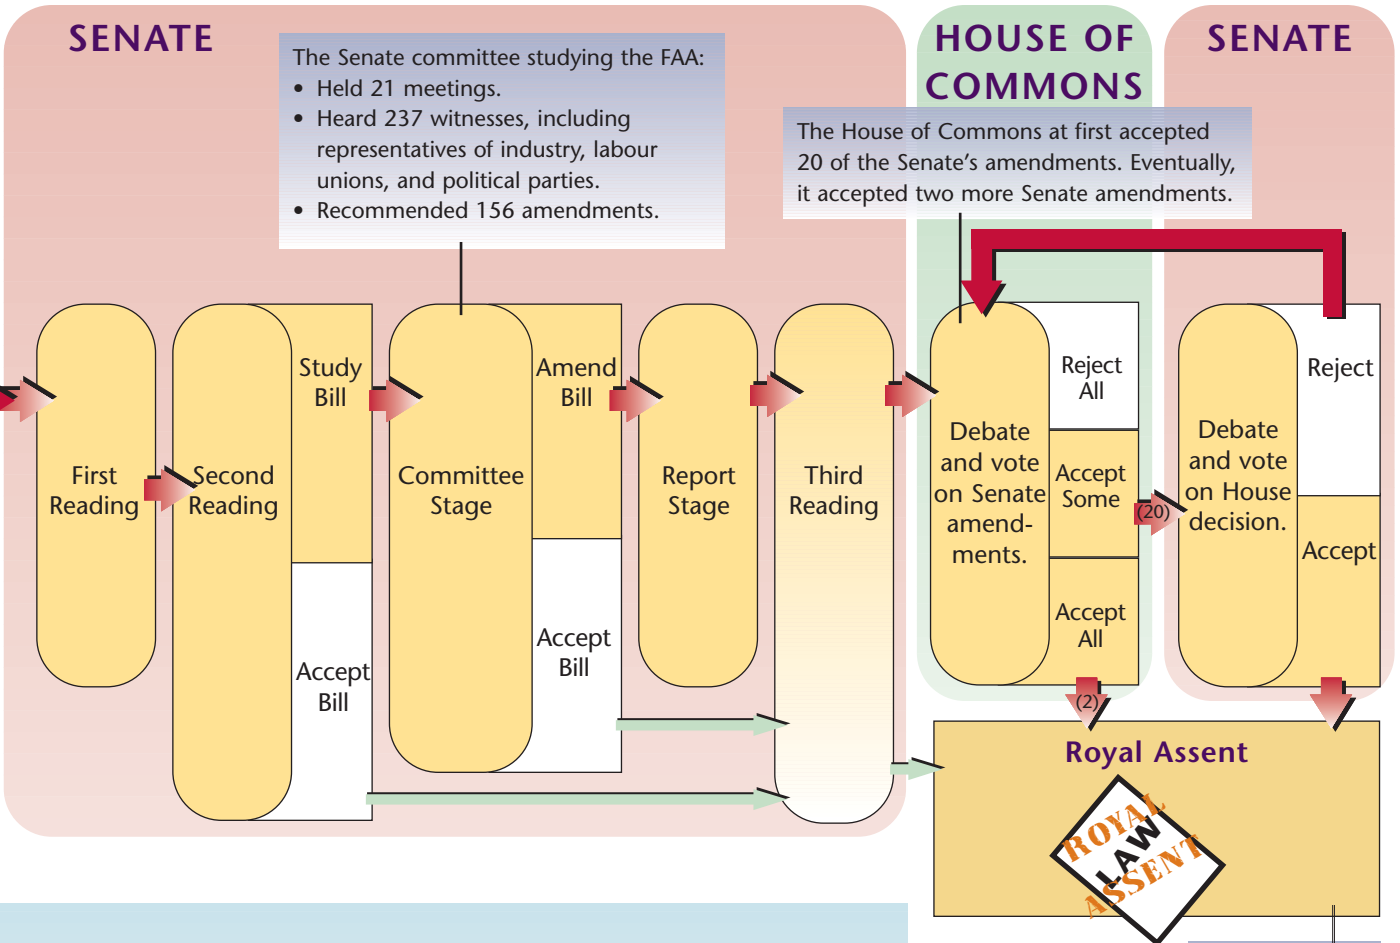 SENATE
The Senate committee studying the FAA:
• Held 21 meetings.
• Heard 237 witnesses, including
representatives of industry, labour
unions, and political parties.
• Recommended 156 amendments.
HOUSE OF
COMMONS
SENATE
The House of Commons at first accepted
20 of the Senate's amendments. Eventually,
it accepted two more Senate amendments.
First
Reading
Second
Reading
Study
Bill
Accept
Bill
Committee
Stage
Amend
Bill
Accept
Bill
Report
Stage
Third
Reading
Debate
and vote
on Senate
amend-
ments.
Reject
All
Accept
Some
Accept
All
(20)
(2)
Debate
and vote
on House
decision.
Reject
Accept
Royal Assent
ROYAL
LAW
ASSENT